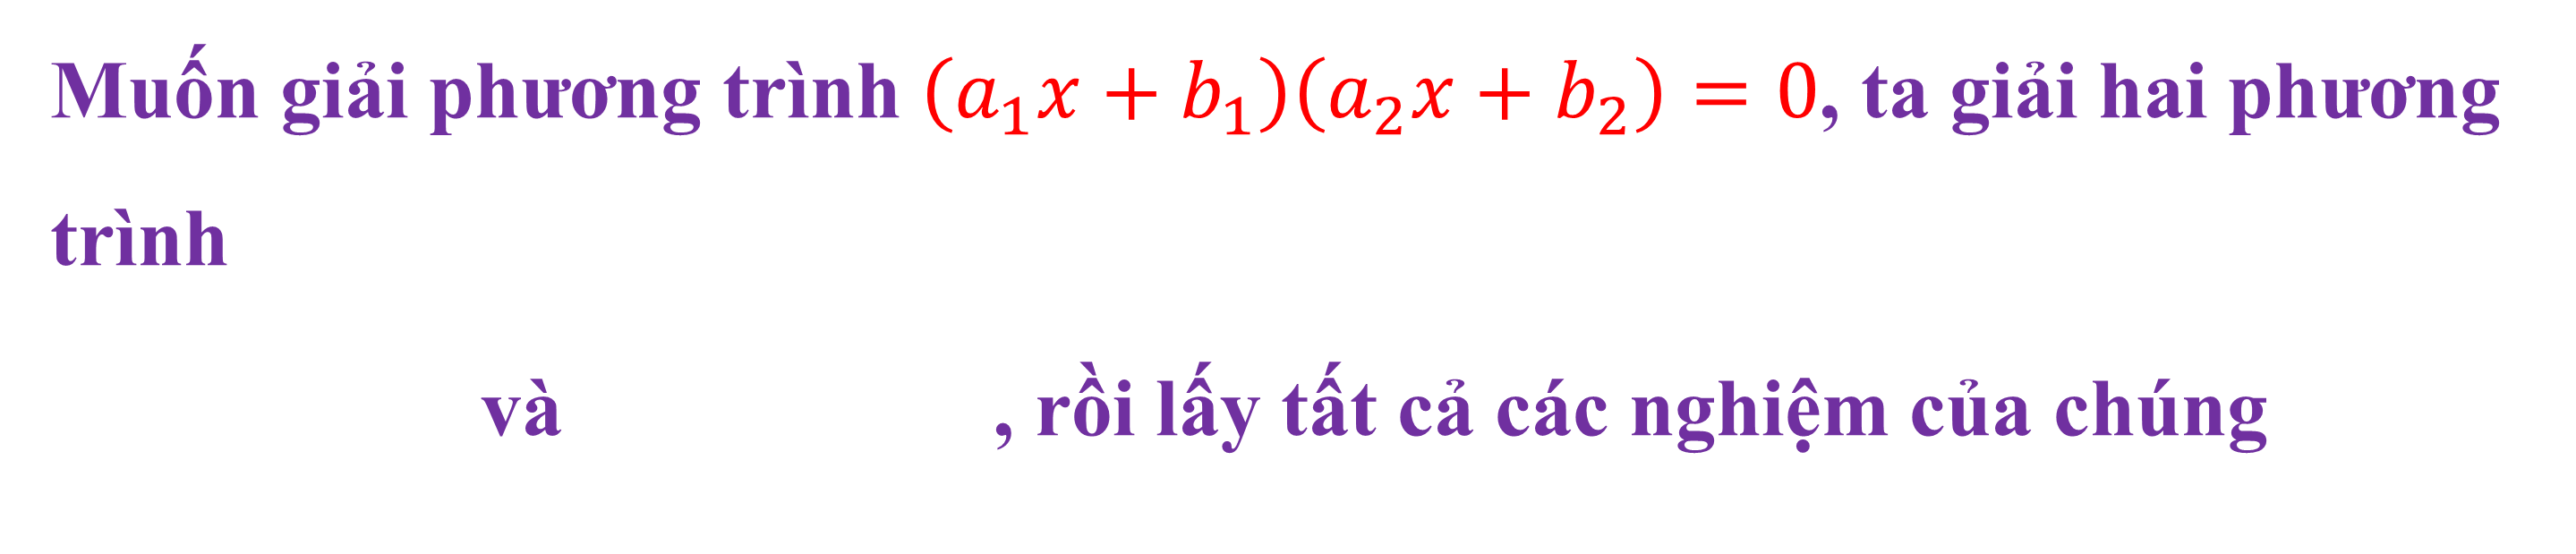 Muốn giải phương trình (a₁x + b₁)(a₂x + b₂) = 0, ta giải hai phương
trình
và , rồi lấy tất cả các nghiệm của chúng